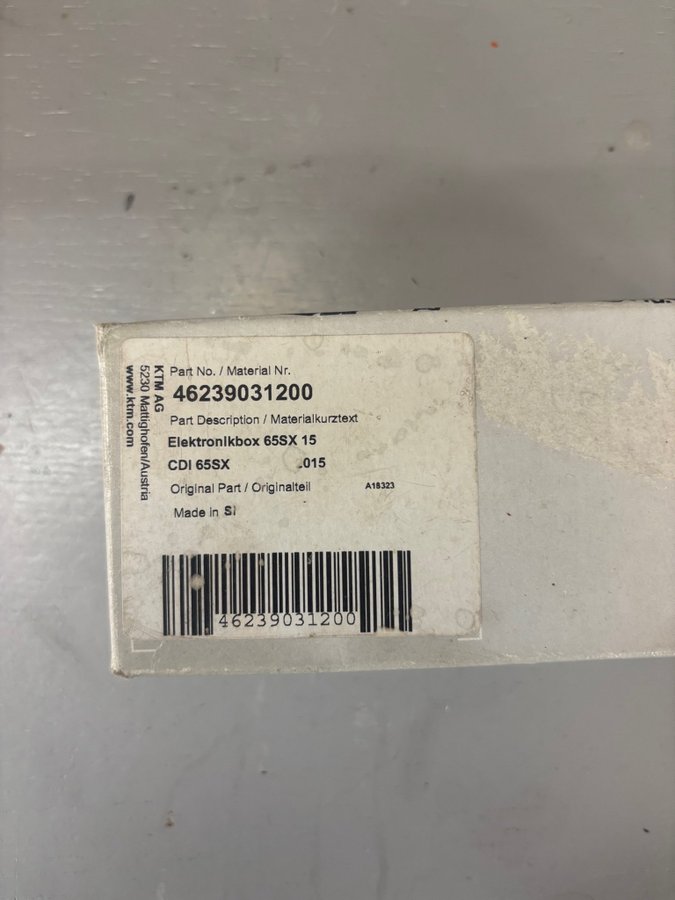 KTM AG
5230 Mattighofen/Austria
www.ktm.com
Part No. / Material Nr.
46239031200
Part Description / Materialkurztext
Elektronikbox 65SX 15
CDI 65SX 015
Original Part / Originalteil A18323
Made in SI
46239031200